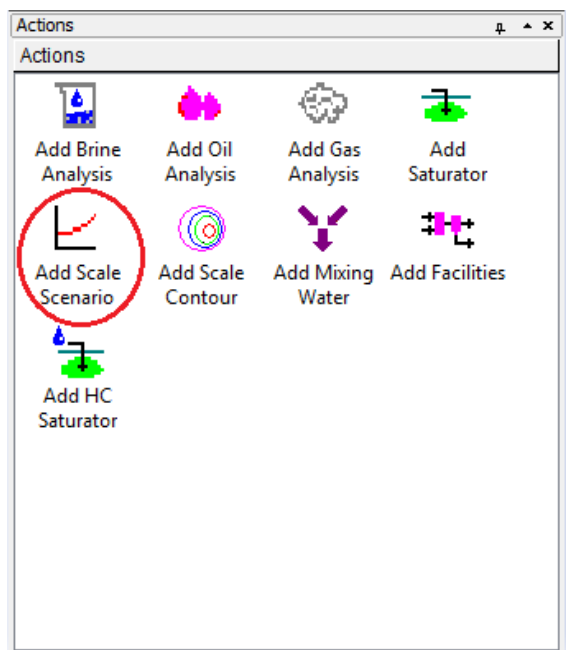 Actions
Actions
Add Brine
Analysis
Add Oil
Analysis
Add Gas
Analysis
Add
Saturator
Add Scale
Scenario
Add Scale
Contour
Add Mixing
Water
Add Facilities
Add HC
Saturator